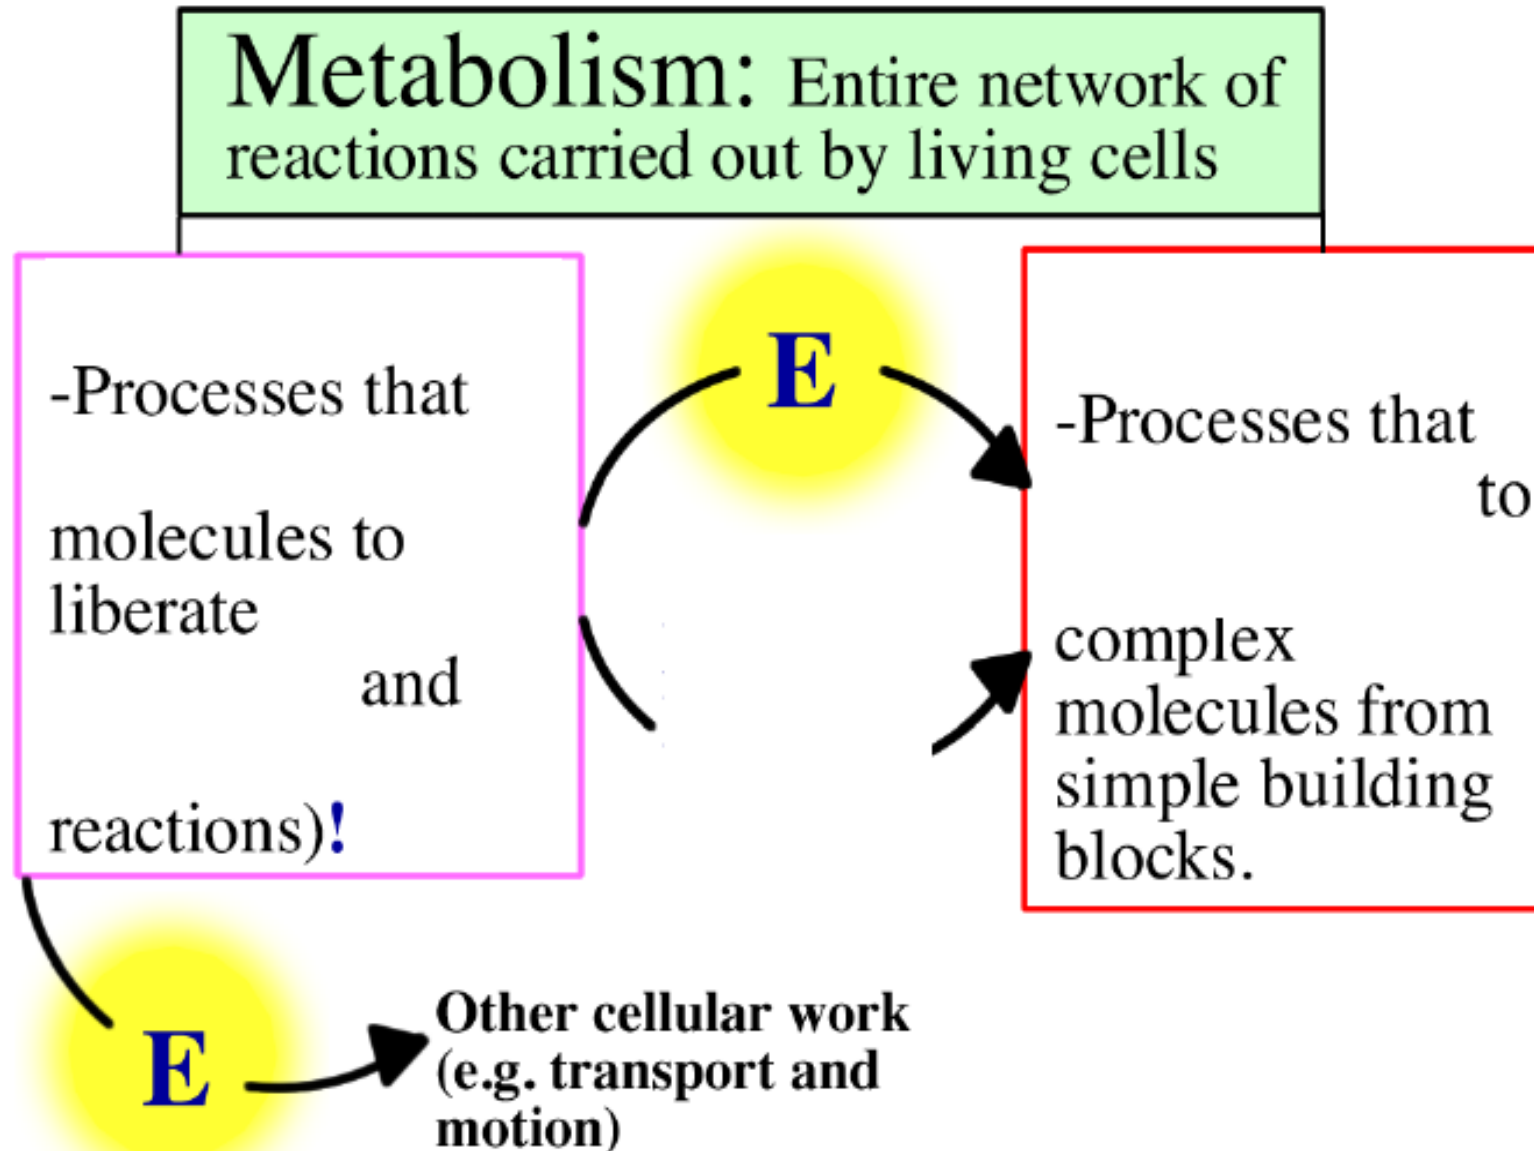 Metabolism: Entire network of
reactions carried out by living cells
-Processes that
molecules to
liberate
and
reactions)!
E
-Processes that
to
complex
molecules from
simple building
blocks.
E
Other cellular work
(e.g. transport and
motion)